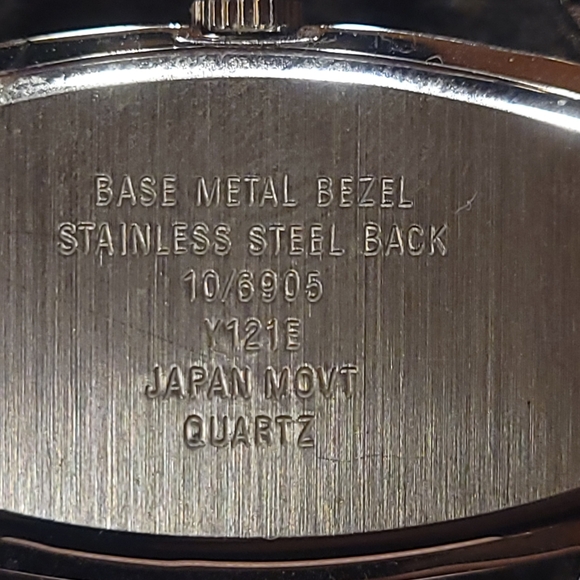 BASE METAL BEZEL
STAINLESS STEEL BACK
10/6905
Y121E
JAPAN MOVT
QUARTZ